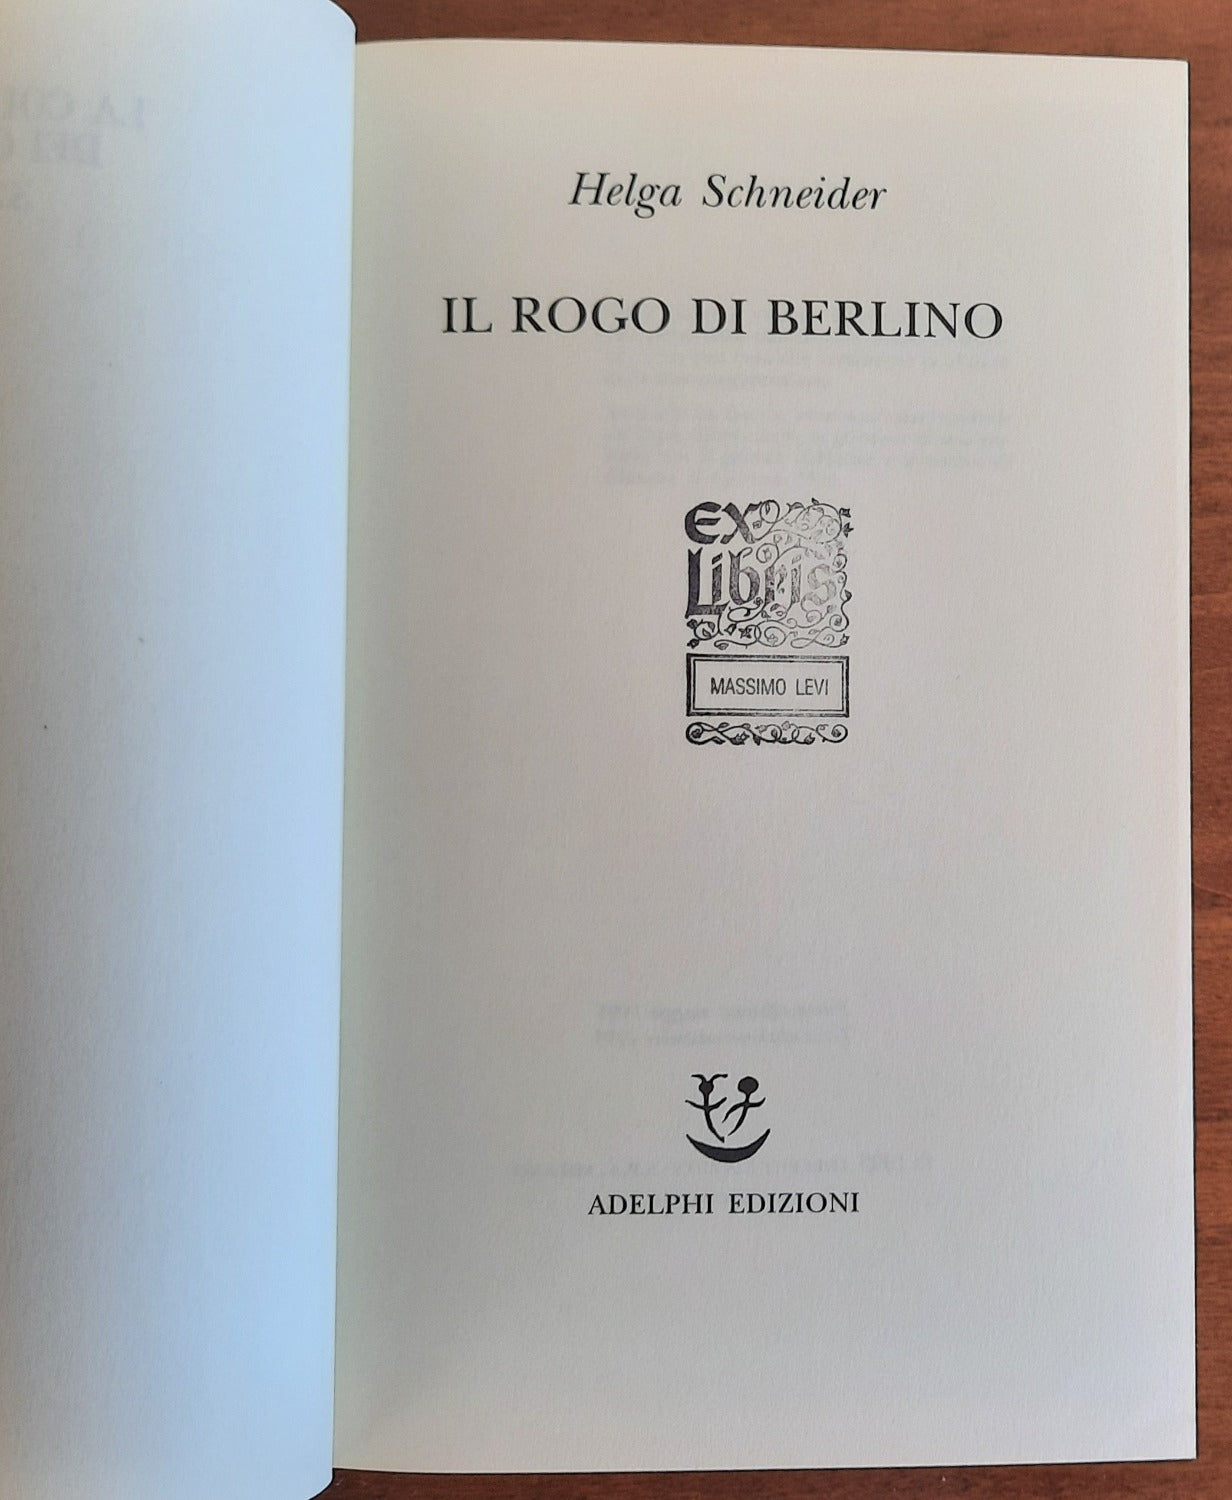 Helga Schneider
IL ROGO DI BERLINO
EX
Libris
MASSIMO LEVI
ADELPHI EDIZIONI